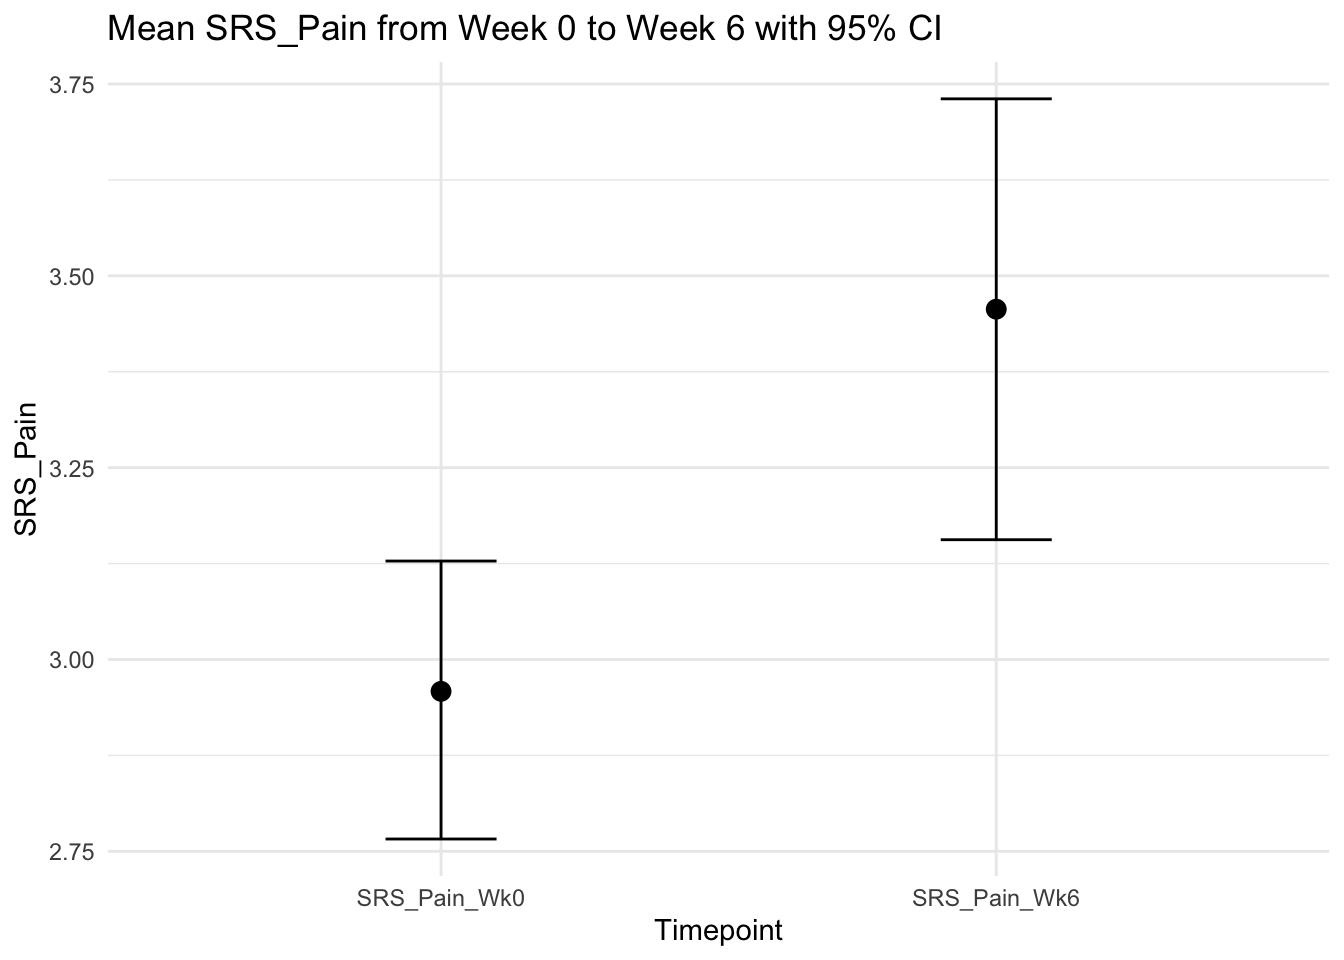 Mean SRS_Pain from Week 0 to Week 6 with 95% CI
3.75
3.50
3.25
3.00
2.75
SRS_Pain
SRS_Pain_Wk0
SRS_Pain_Wk6
Timepoint